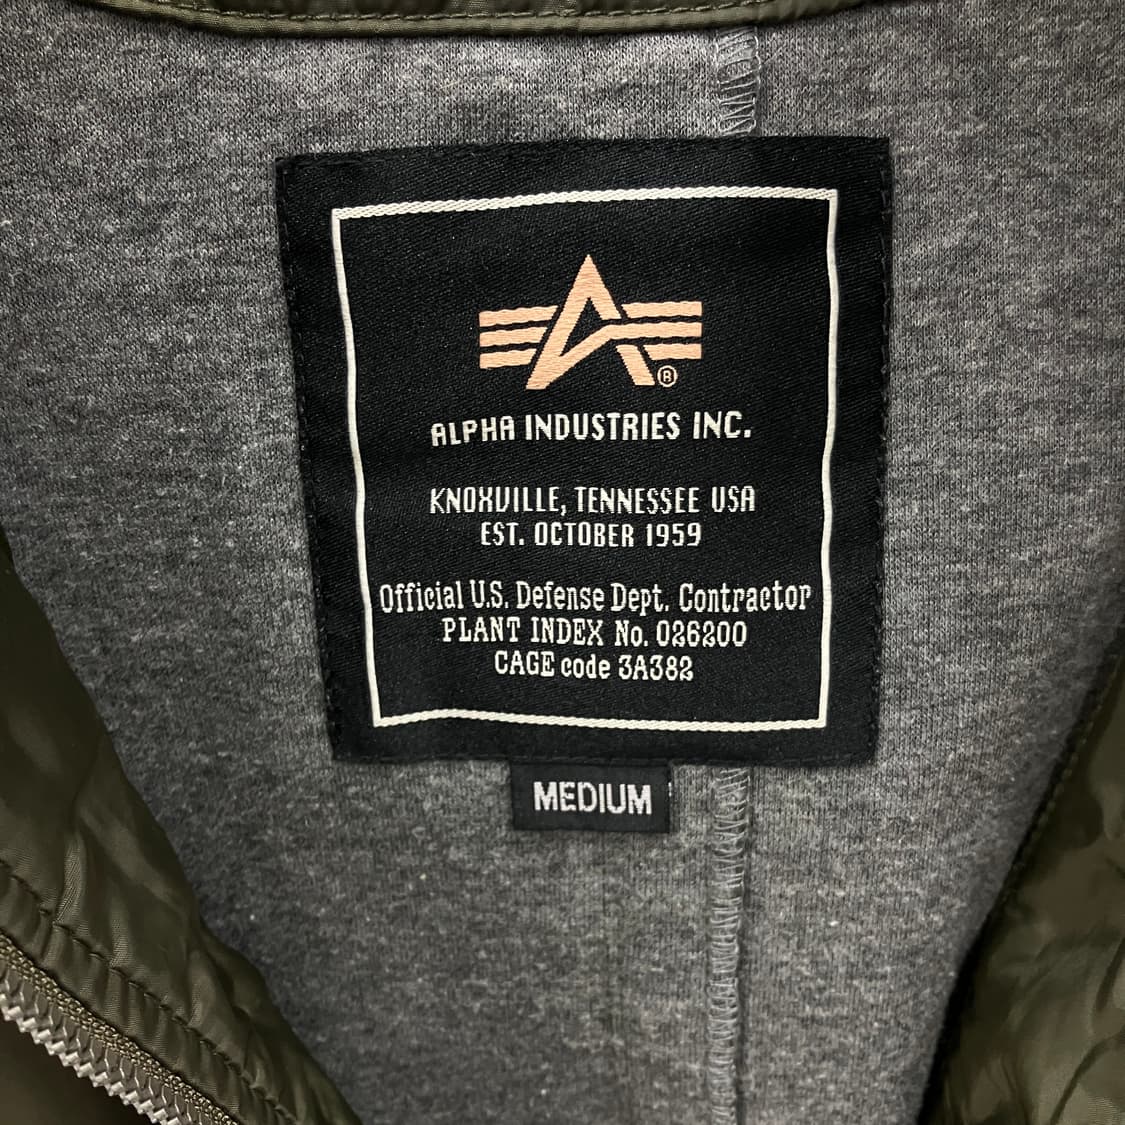 ®
ALPHA INDUSTRIES INC.
KNOXVILLE, TENNESSEE USA
EST. OCTOBER 1959
Official U.S. Defense Dept. Contractor
PLANT INDEX No. 026200
CAGE code 3A382
MEDIUM